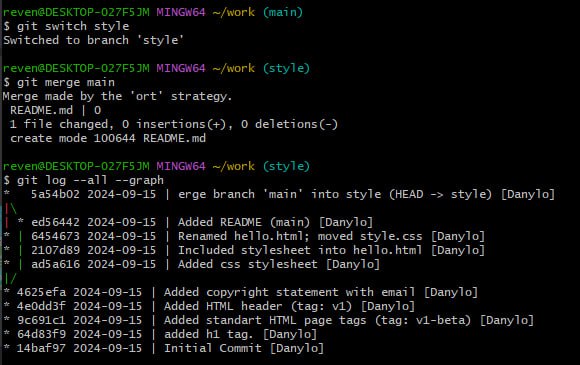 reven@DESKTOP-O27F5JM MINGW64 ~/work (main)
$ git switch style
Switched to branch 'style'
reven@DESKTOP-O27F5JM MINGW64 ~/work (style)
$ git merge main
Merge made by the 'ort' strategy.
 README.md | 0
 1 file changed, 0 insertions(+), 0 deletions(-)
 create mode 100644 README.md
reven@DESKTOP-O27F5JM MINGW64 ~/work (style)
$ git log --all --graph
*   5a54b02 2024-09-15 | erge branch 'main' into style (HEAD -> style) [Danylo]
|\
| * ed56442 2024-09-15 | Added README (main) [Danylo]
* | 6454673 2024-09-15 | Renamed hello.html; moved style.css [Danylo]
* | 2107d89 2024-09-15 | Included stylesheet into hello.html [Danylo]
* | ad5a616 2024-09-15 | Added css stylesheet [Danylo]
|/
* 4625efa 2024-09-15 | Added copyright statement with email [Danylo]
* 4e0dd3f 2024-09-15 | Added HTML header (tag: v1) [Danylo]
* 9c691c1 2024-09-15 | Added standart HTML page tags (tag: v1-beta) [Danylo]
* 64d83f9 2024-09-15 | added h1 tag. [Danylo]
* 14baf97 2024-09-15 | Initial Commit [Danylo]